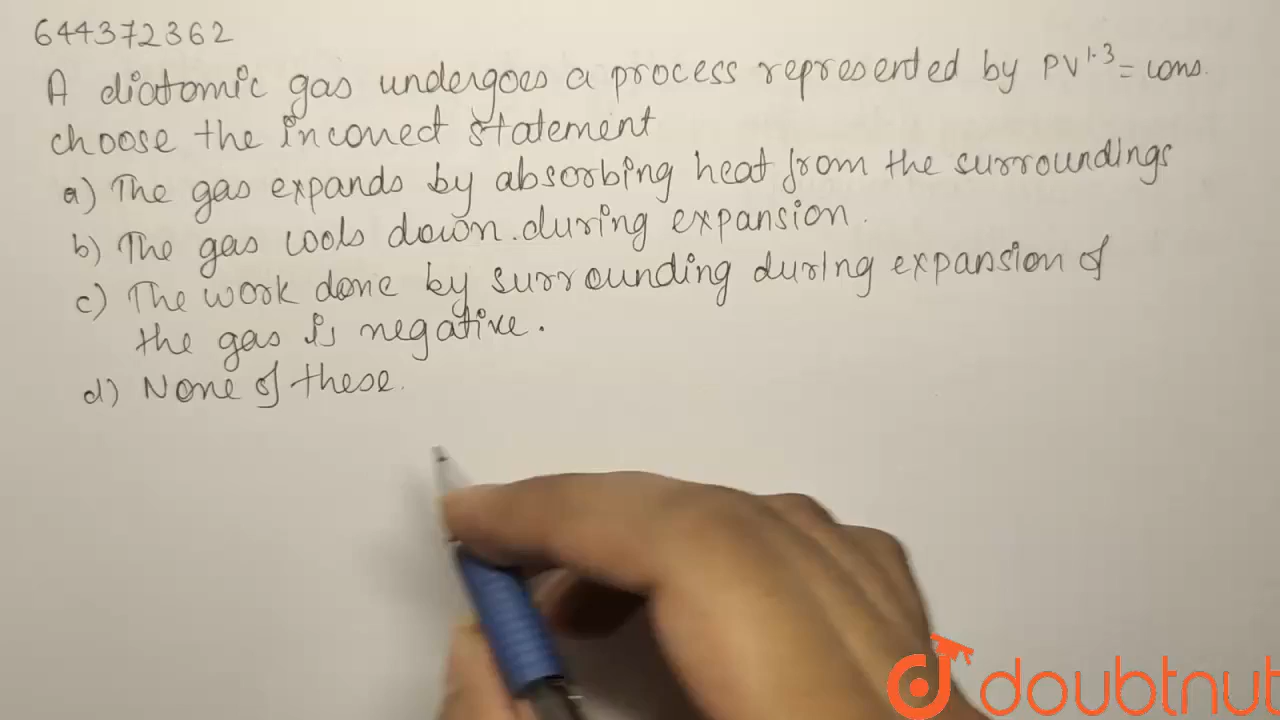 644372362
A diatomic gas undergoes a process represented by PV^1.3 = cons.
choose the incorrect statement
a) The gas expands by absorbing heat from the surroundings
b) The gas cools down during expansion.
c) The work done by surrounding during expansion of
the gas is negative.
d) None of these.
doubtnut